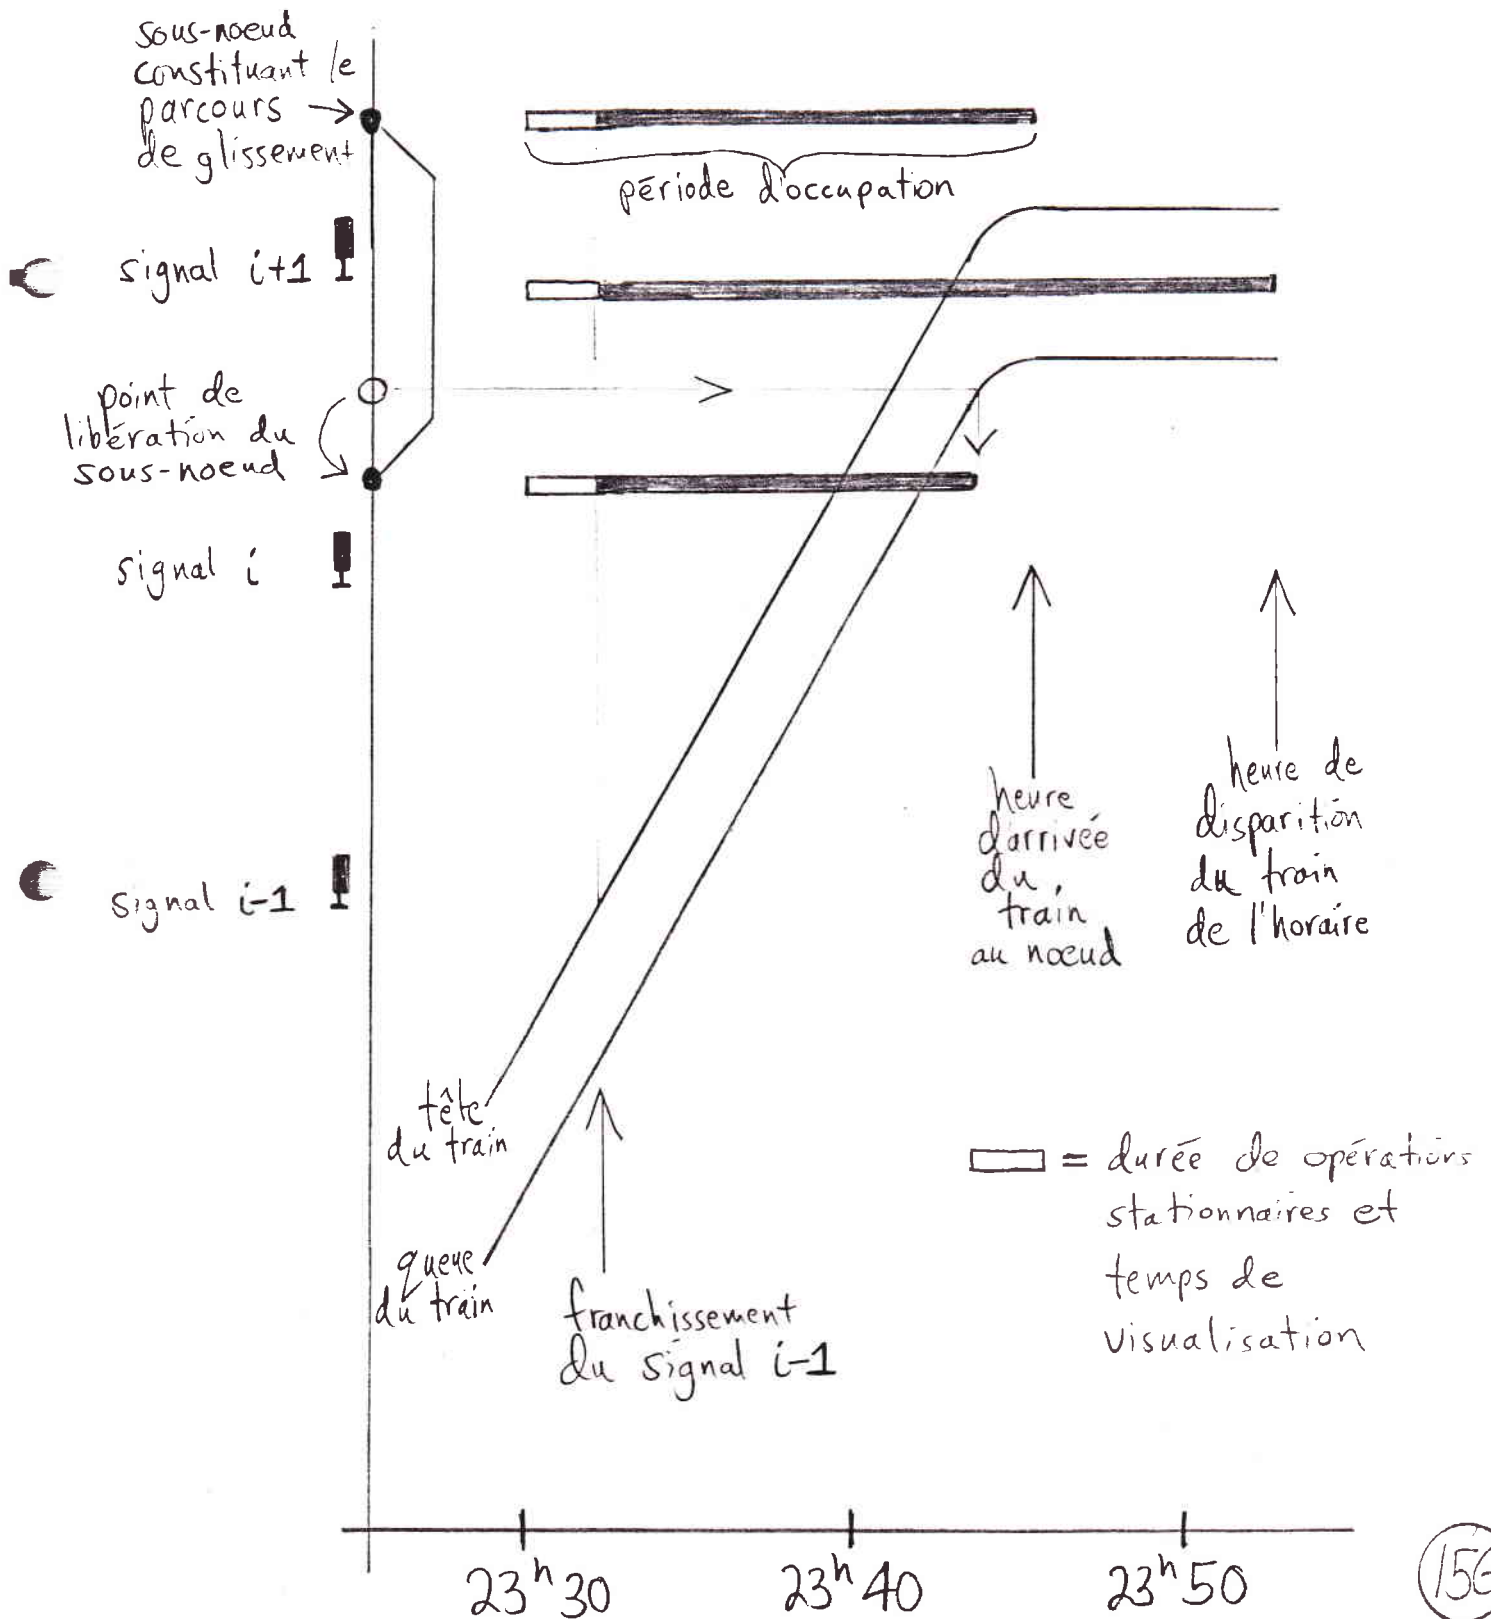 sous-noeud
constituant le
parcours
de glissement
période d'occupation
signal i+1
point de
libération du
sous-noeud
signal i
heure
d'arrivée
du
train
au nœud
heure de
disparition
du train
de l'horaire
signal i-1
tête
du train
queue
du train
franchissement
du signal i-1
= durée de opérations
stationnaires et
temps de
visualisation
23h30
23h40
23h50